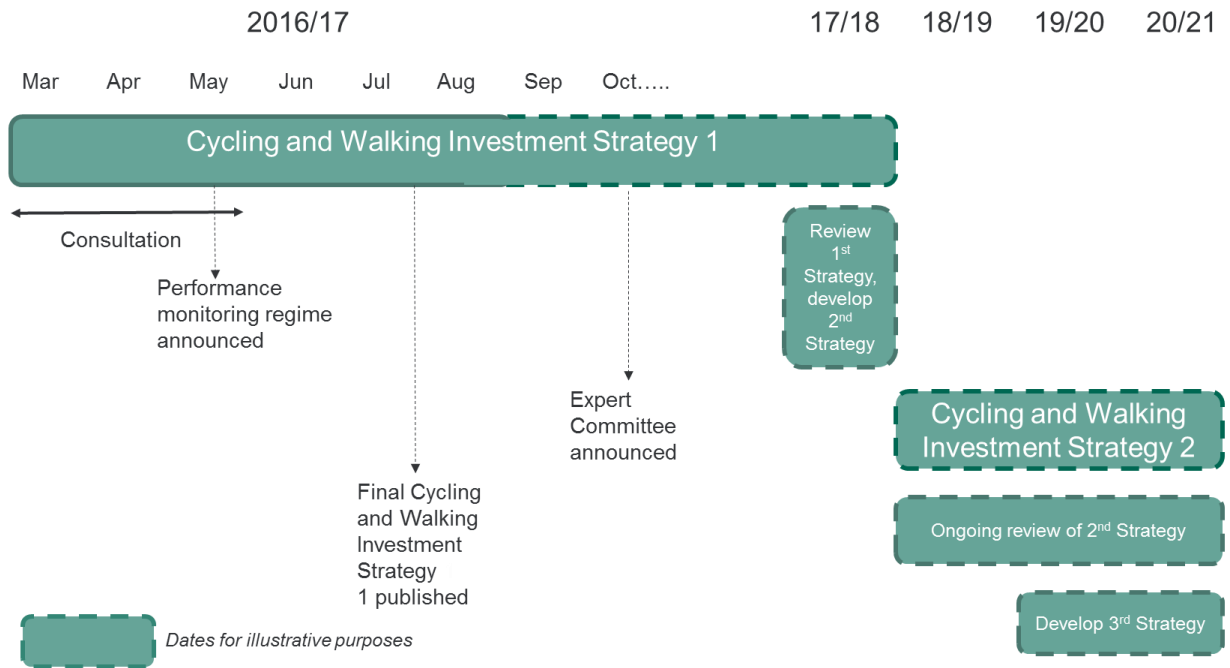 2016/17 17/18 18/19 19/20 20/21
Mar Apr May Jun Jul Aug Sep Oct…..
Cycling and Walking Investment Strategy 1
Consultation
Performance
monitoring regime
announced
Review
1st
Strategy,
develop
2nd
Strategy
Expert
Committee
announced
Cycling and Walking
Investment Strategy 2
Final Cycling
and Walking
Investment
Strategy
1 published
Ongoing review of 2nd Strategy
Develop 3rd Strategy
Dates for illustrative purposes